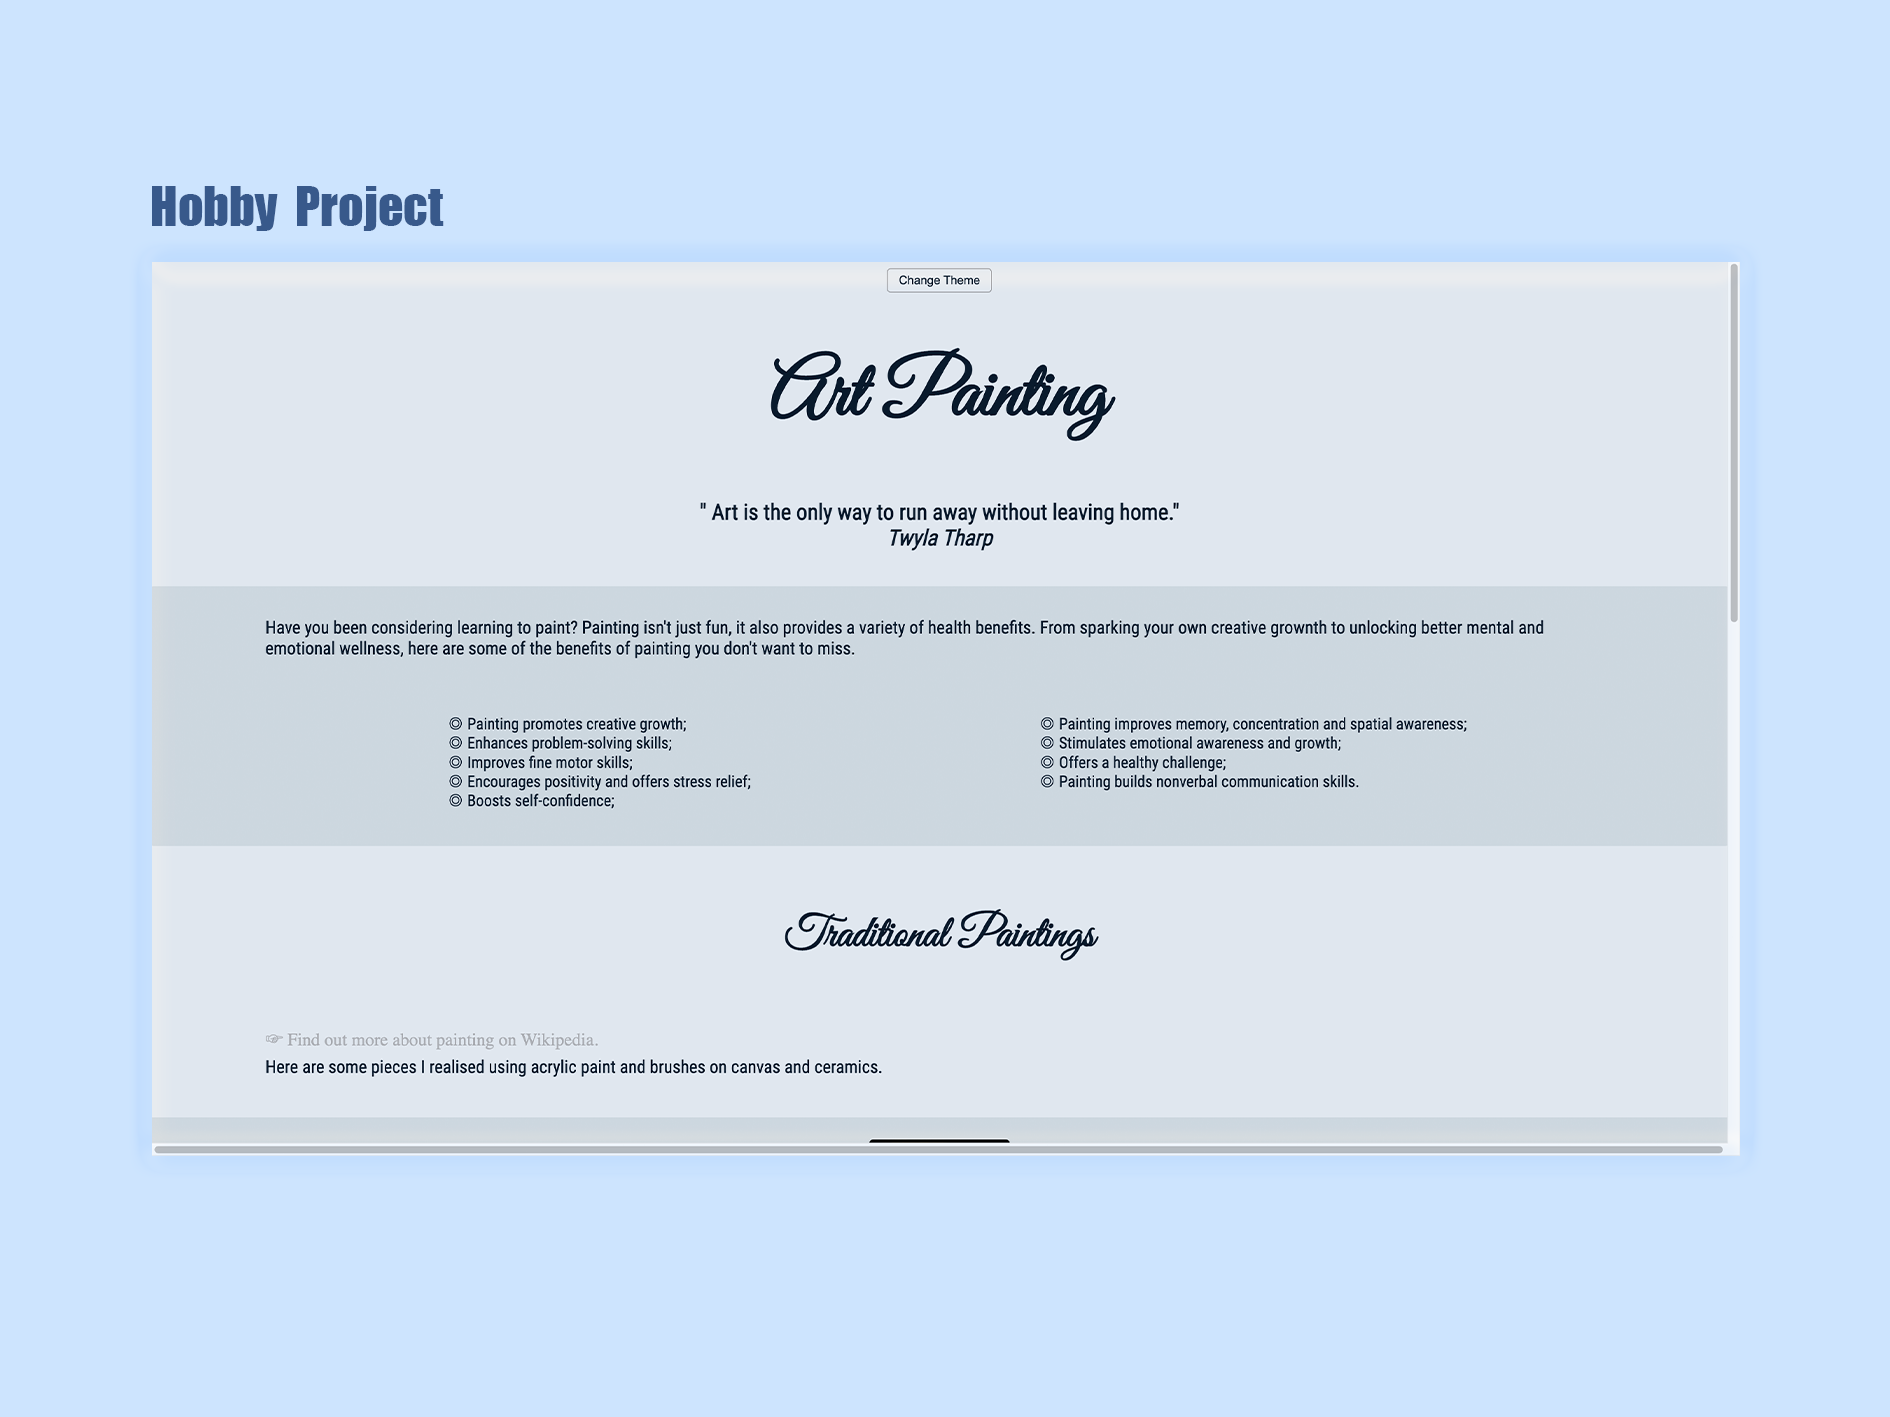 Hobby Project
Change Theme
Art Painting
" Art is the only way to run away without leaving home."
Twyla Tharp
Have you been considering learning to paint? Painting isn't just fun, it also provides a variety of health benefits. From sparking your own creative grownth to unlocking better mental and
emotional wellness, here are some of the benefits of painting you don't want to miss.
◎ Painting promotes creative growth;
◎ Enhances problem-solving skills;
◎ Improves fine motor skills;
◎ Encourages positivity and offers stress relief;
◎ Boosts self-confidence;
◎ Painting improves memory, concentration and spatial awareness;
◎ Stimulates emotional awareness and growth;
◎ Offers a healthy challenge;
◎ Painting builds nonverbal communication skills.
Traditional Paintings
☞ Find out more about painting on Wikipedia.
Here are some pieces I realised using acrylic paint and brushes on canvas and ceramics.